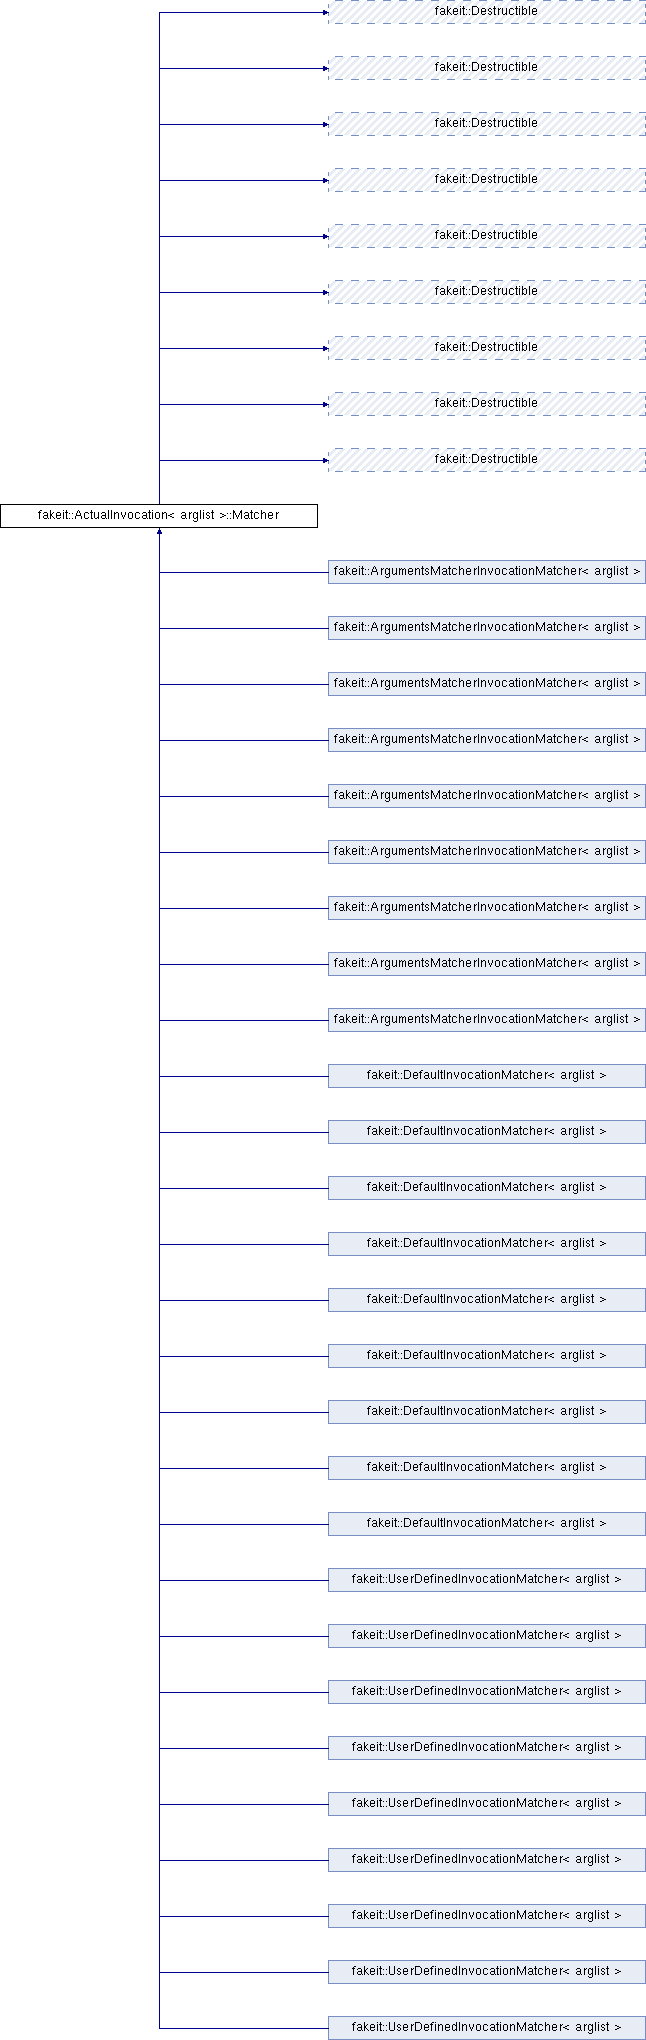 fakeit::Destructible
fakeit::Destructible
fakeit::Destructible
fakeit::Destructible
fakeit::Destructible
fakeit::Destructible
fakeit::Destructible
fakeit::Destructible
fakeit::Destructible
fakeit::ActualInvocation< arglist >::Matcher
fakeit::ArgumentsMatcherInvocationMatcher< arglist >
fakeit::ArgumentsMatcherInvocationMatcher< arglist >
fakeit::ArgumentsMatcherInvocationMatcher< arglist >
fakeit::ArgumentsMatcherInvocationMatcher< arglist >
fakeit::ArgumentsMatcherInvocationMatcher< arglist >
fakeit::ArgumentsMatcherInvocationMatcher< arglist >
fakeit::ArgumentsMatcherInvocationMatcher< arglist >
fakeit::ArgumentsMatcherInvocationMatcher< arglist >
fakeit::ArgumentsMatcherInvocationMatcher< arglist >
fakeit::DefaultInvocationMatcher< arglist >
fakeit::DefaultInvocationMatcher< arglist >
fakeit::DefaultInvocationMatcher< arglist >
fakeit::DefaultInvocationMatcher< arglist >
fakeit::DefaultInvocationMatcher< arglist >
fakeit::DefaultInvocationMatcher< arglist >
fakeit::DefaultInvocationMatcher< arglist >
fakeit::DefaultInvocationMatcher< arglist >
fakeit::DefaultInvocationMatcher< arglist >
fakeit::UserDefinedInvocationMatcher< arglist >
fakeit::UserDefinedInvocationMatcher< arglist >
fakeit::UserDefinedInvocationMatcher< arglist >
fakeit::UserDefinedInvocationMatcher< arglist >
fakeit::UserDefinedInvocationMatcher< arglist >
fakeit::UserDefinedInvocationMatcher< arglist >
fakeit::UserDefinedInvocationMatcher< arglist >
fakeit::UserDefinedInvocationMatcher< arglist >
fakeit::UserDefinedInvocationMatcher< arglist >